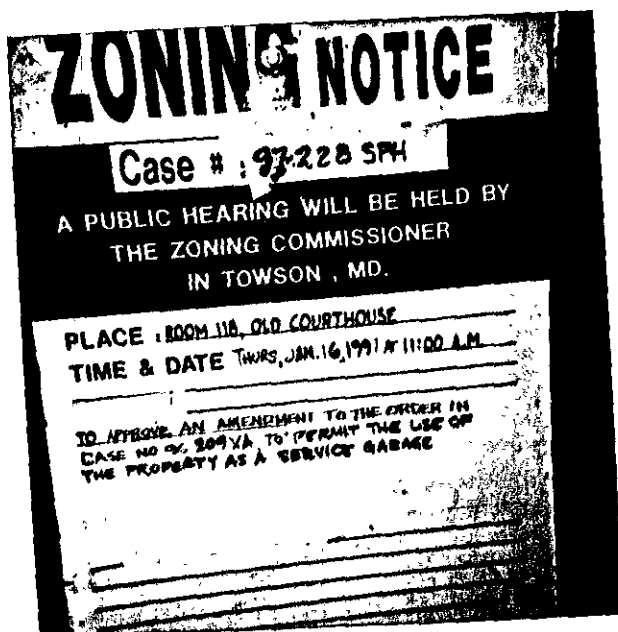 ZONING NOTICE
Case # : 97-228 SPH
A PUBLIC HEARING WILL BE HELD BY
THE ZONING COMMISSIONER
IN TOWSON , MD.
PLACE : ROOM 118, OLD COURTHOUSE
TIME & DATE THURS, JAN. 16, 1997 AT 11:00 A.M.
TO APPROVE AN AMENDMENT TO THE ORDER IN
CASE NO 209 XA TO PERMIT THE USE OF
THE PROPERTY AS A SERVICE GARAGE